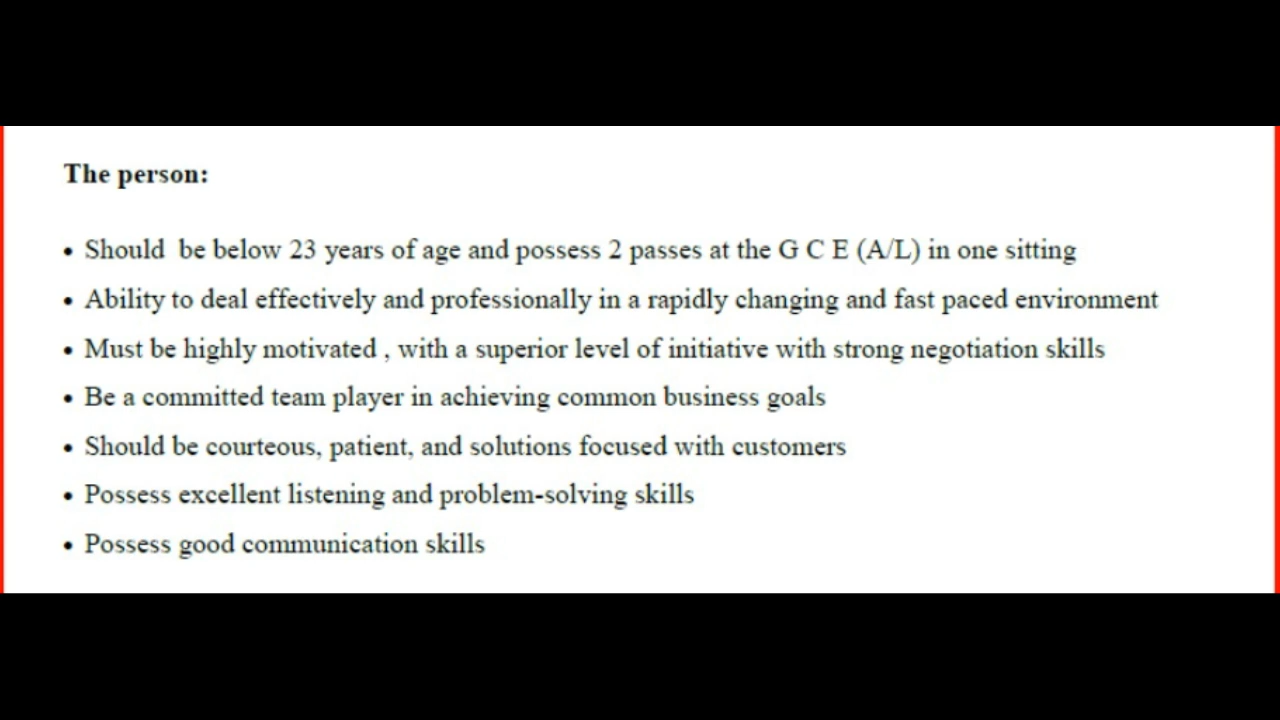 The person:
• Should  be below 23 years of age and possess 2 passes at the G C E (A/L) in one sitting
• Ability to deal effectively and professionally in a rapidly changing and fast paced environment
• Must be highly motivated , with a superior level of initiative with strong negotiation skills
• Be a committed team player in achieving common business goals
• Should be courteous, patient, and solutions focused with customers
• Possess excellent listening and problem-solving skills
• Possess good communication skills